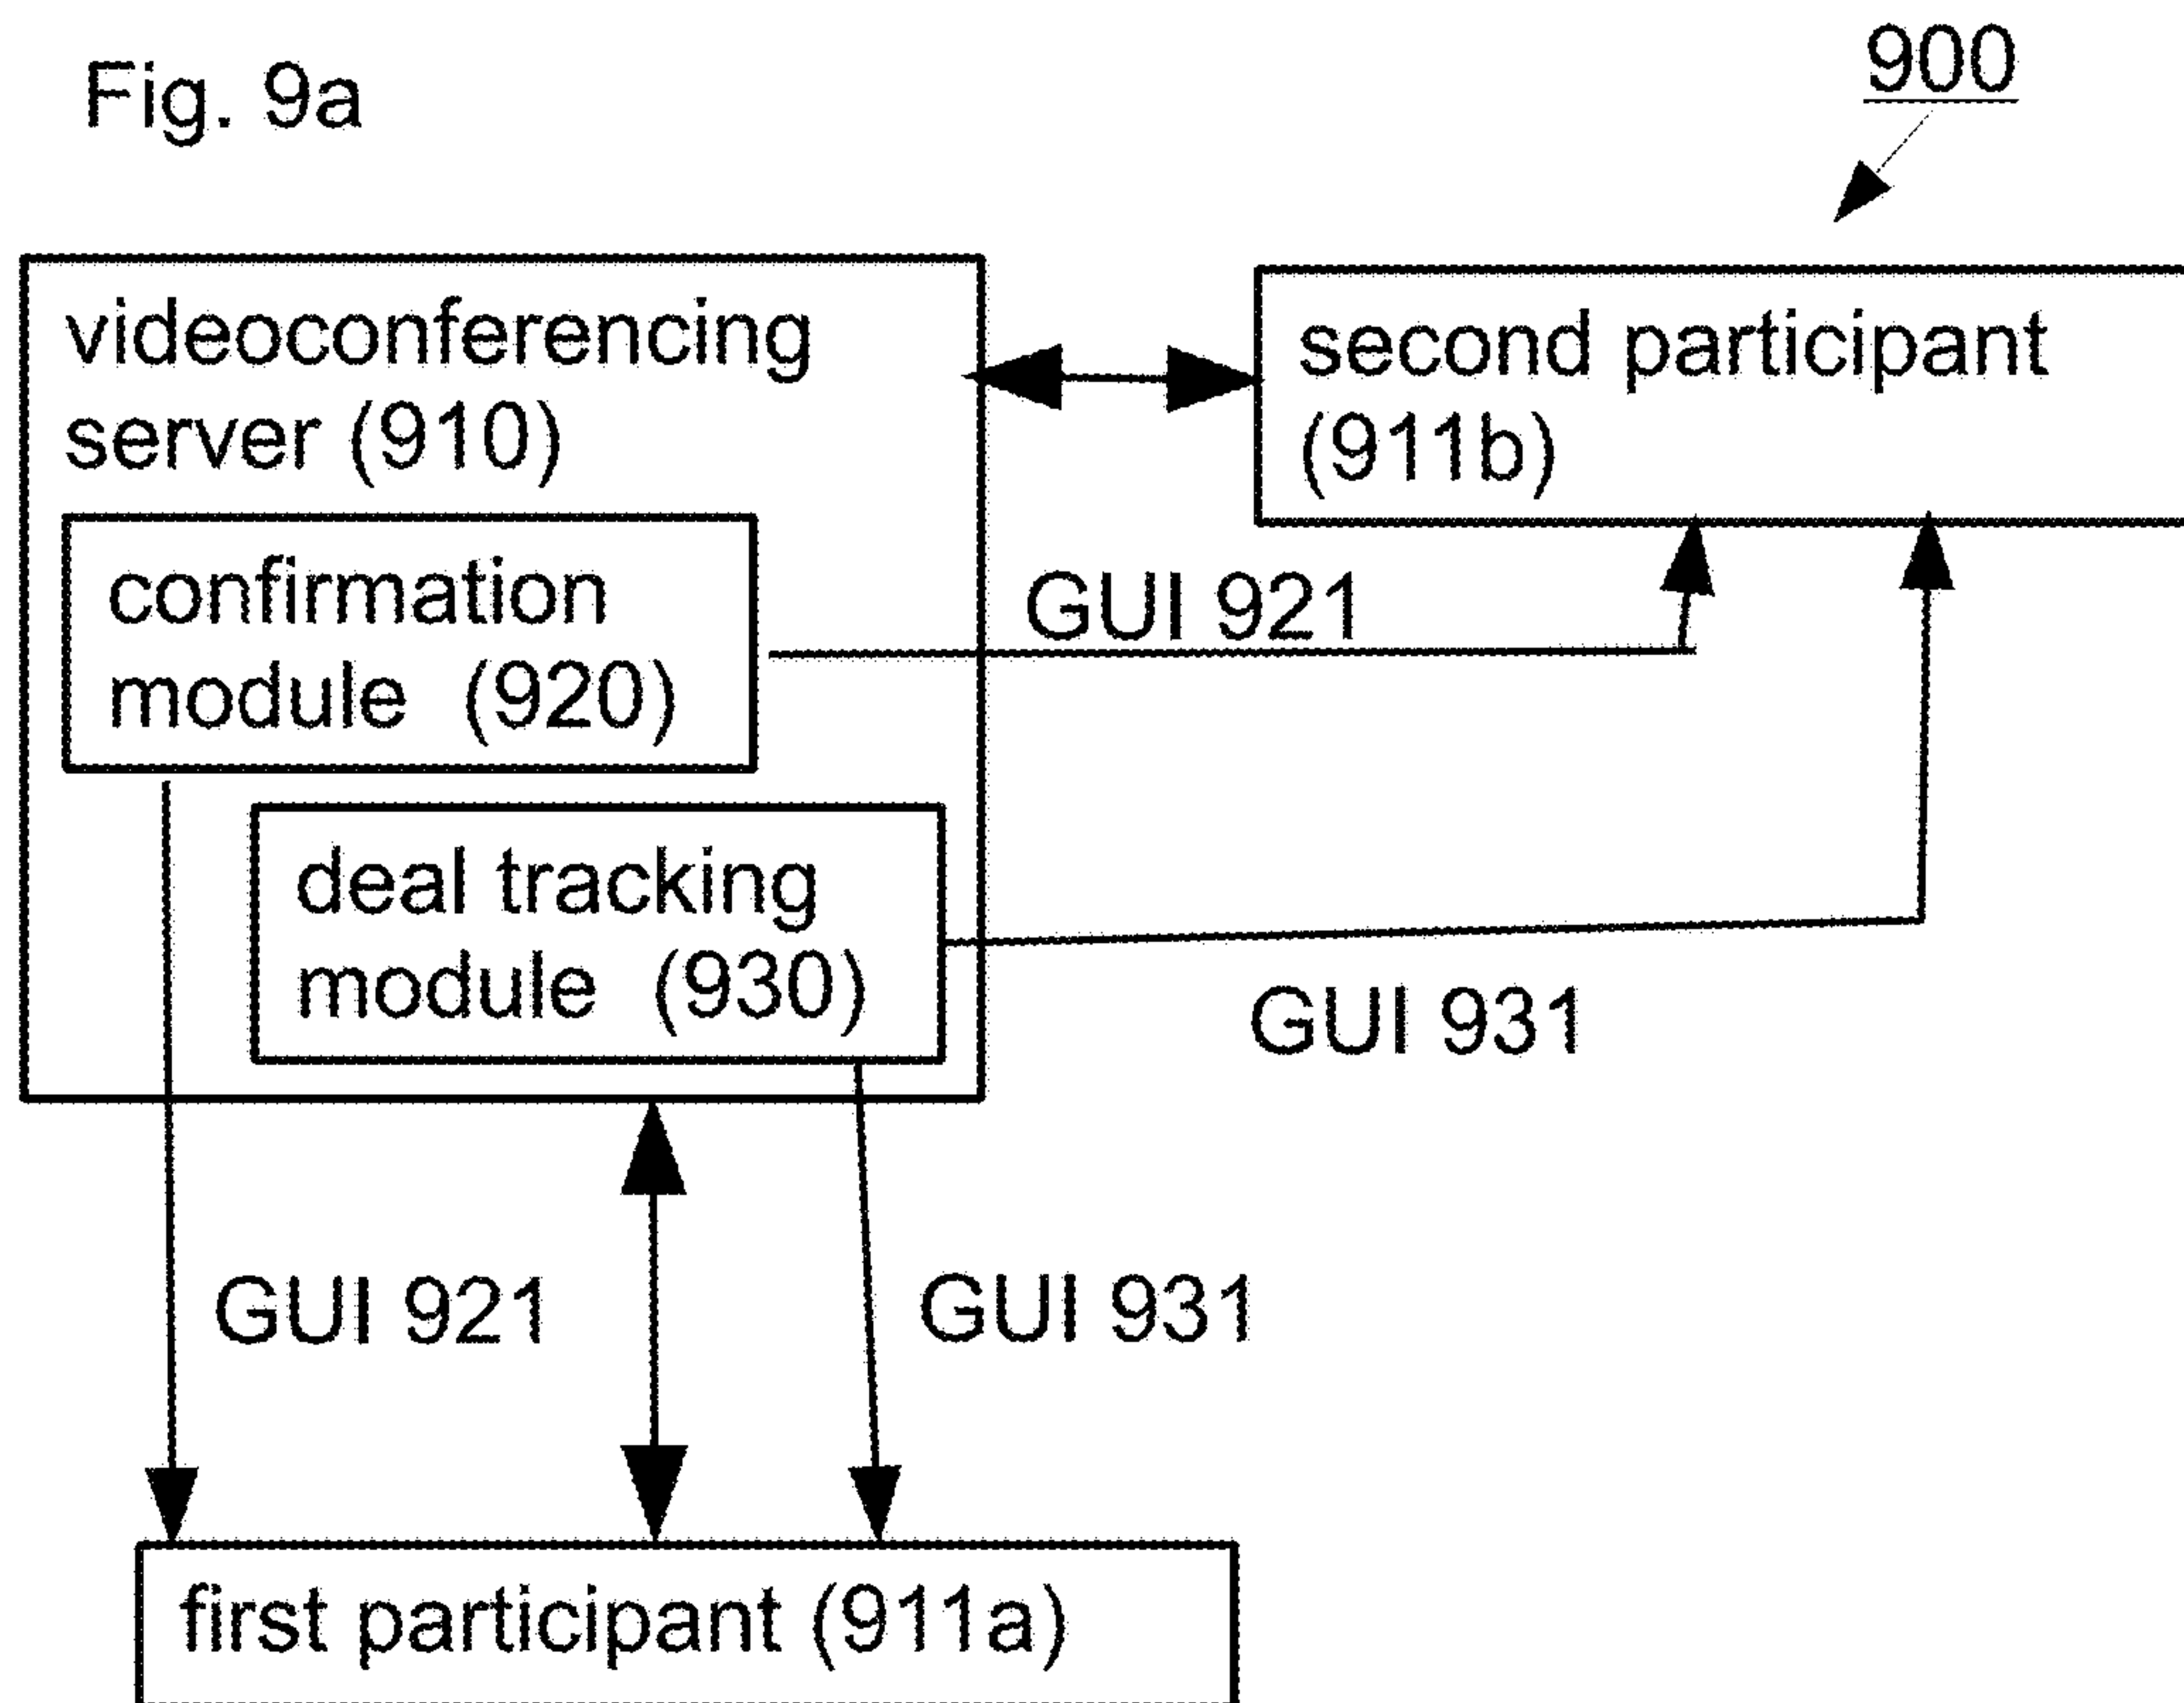 Fig. 9a
900
videoconferencing
server (910)
second participant
(911b)
confirmation
module (920)
GUI 921
deal tracking
module (930)
GUI 931
GUI 921
GUI 931
first participant (911a)